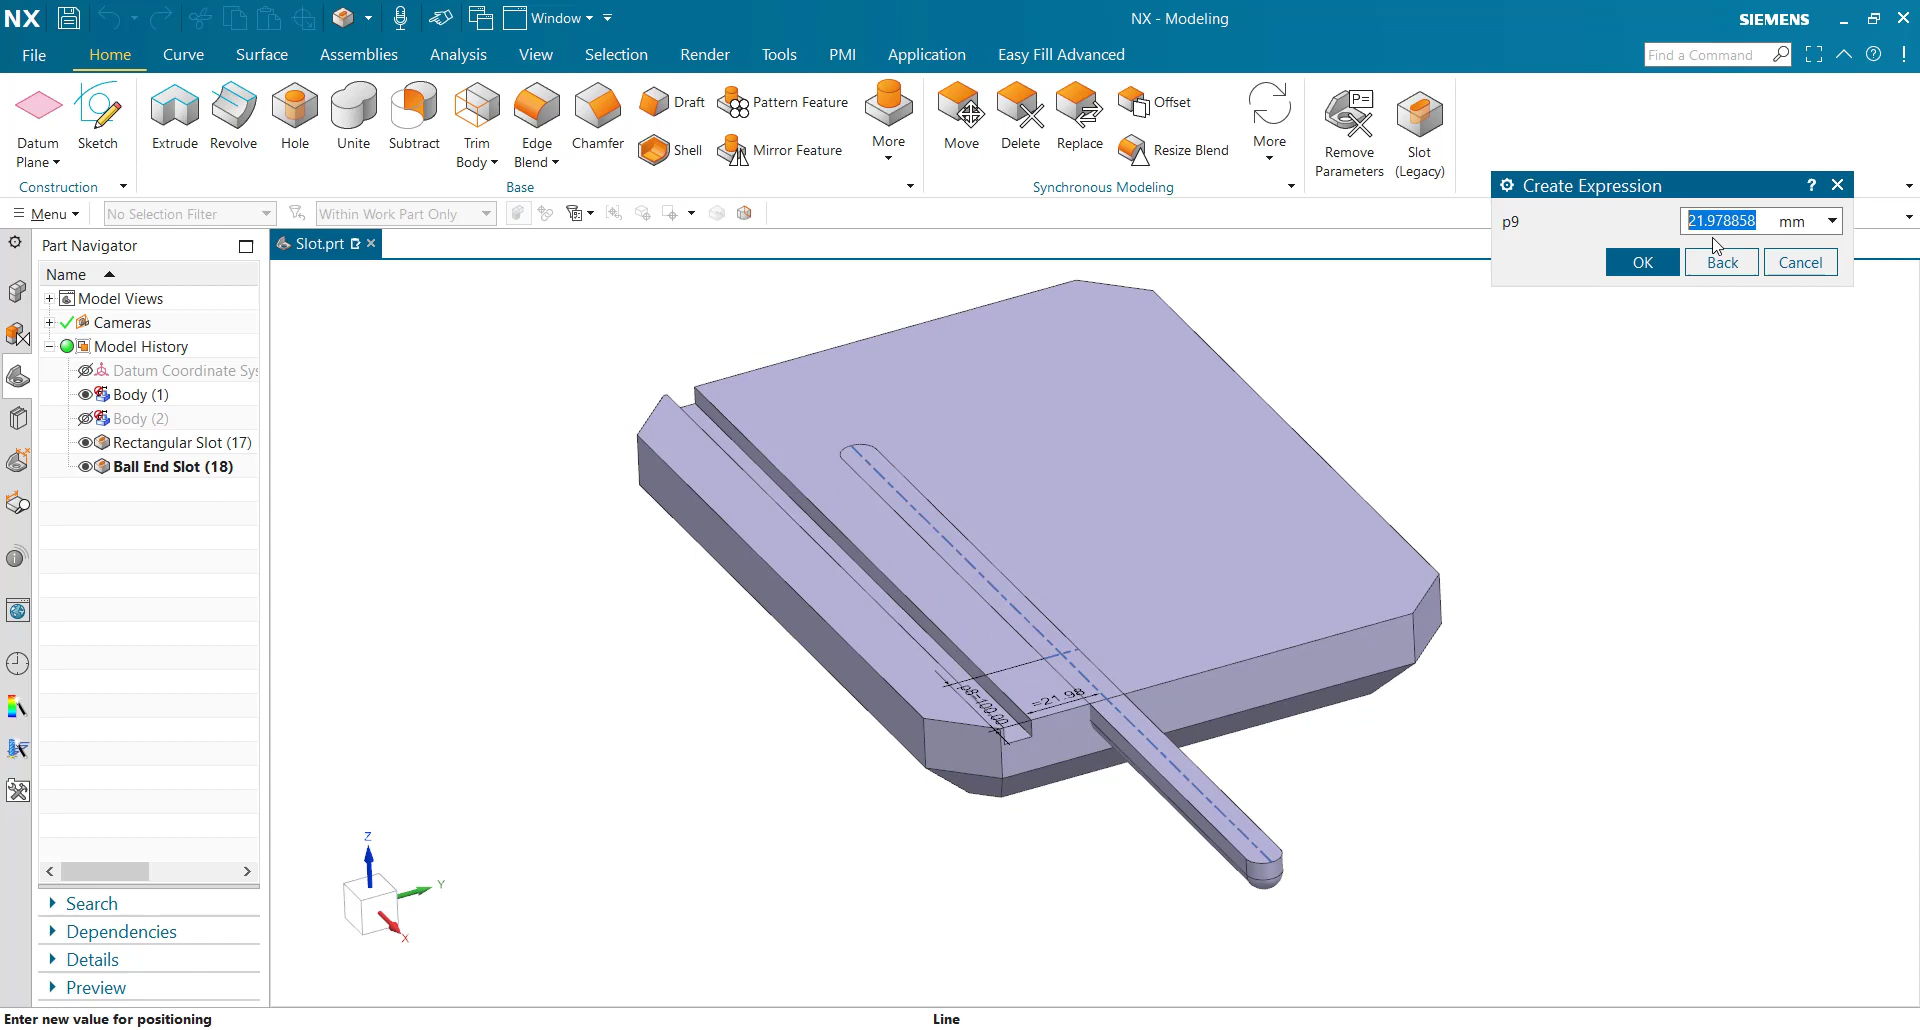 NX
Window
NX - Modeling
SIEMENS
File
Home
Curve
Surface
Assemblies
Analysis
View
Selection
Render
Tools
PMI
Application
Easy Fill Advanced
Find a Command
Datum Plane
Sketch
Extrude
Revolve
Hole
Unite
Subtract
Trim Body
Edge Blend
Chamfer
Draft
Shell
Pattern Feature
Mirror Feature
More
Move
Delete
Replace
Offset
Resize Blend
More
P=
Remove Parameters
Slot (Legacy)
Construction
Base
Synchronous Modeling
Menu
No Selection Filter
Within Work Part Only
Create Expression
p9
21.978858 mm
OK
Back
Cancel
Part Navigator
Slot.prt
Name
Model Views
Cameras
Model History
Datum Coordinate Sy
Body (1)
Body (2)
Rectangular Slot (17)
Ball End Slot (18)
p8=100.00
=21.98
Z
Y
X
Search
Dependencies
Details
Preview
Enter new value for positioning
Line